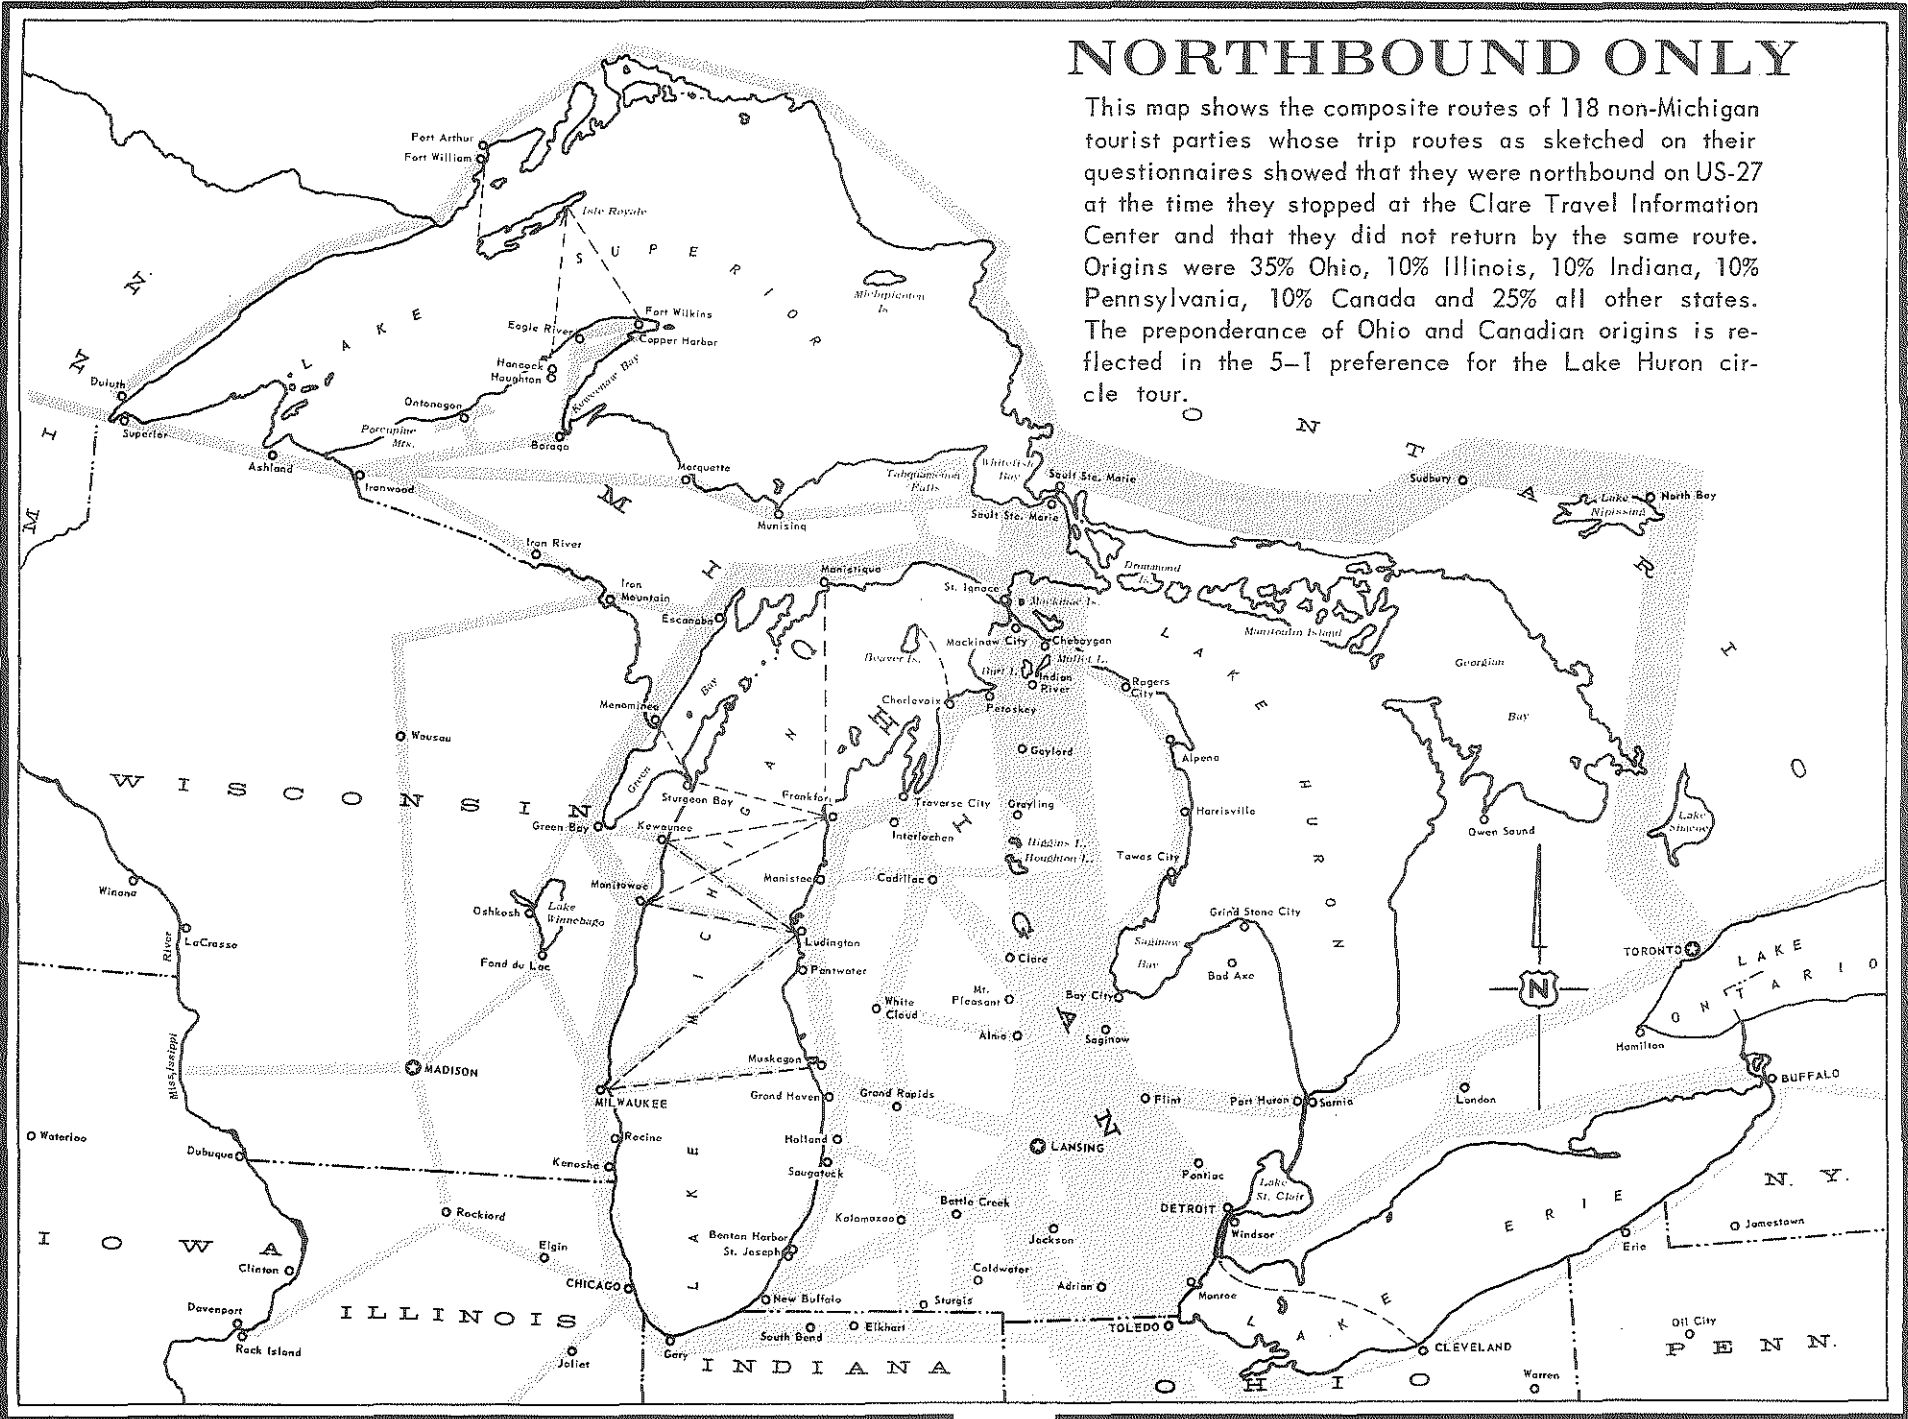 NORTHBOUND ONLY
This map shows the composite routes of 118 non-Michigan
tourist parties whose trip routes as sketched on their
questionnaires showed that they were northbound on US-27
at the time they stopped at the Clare Travel Information
Center and that they did not return by the same route.
Origins were 35% Ohio, 10% Illinois, 10% Indiana, 10%
Pennsylvania, 10% Canada and 25% all other states.
The preponderance of Ohio and Canadian origins is re-
flected in the 5–1 preference for the Lake Huron cir-
cle tour.
Port Arthur
Fort William
Isle Royale
LAKE SUPERIOR
Michipicoten
Is.
Fort Wilkins
Eagle River
Copper Harbor
Hancock
Houghton
Keweenaw Bay
Ontonagon
Porcupine
Mts.
Baraga
Duluth
Superior
Ashland
Ironwood
MINN.
Marquette
Munising
Tahquamenon
Falls
Whitefish
Bay
Sault Ste. Marie
Sault Ste. Marie
ONTARIO
Sudbury
Lake
Nipissing
North Bay
Iron River
Iron
Mountain
Escanaba
Manistique
St. Ignace
Mackinac Is.
Drummond
Is.
Manitoulin Island
Mackinaw City
Cheboygan
Mullet L.
Burt L.
Indian
River
Rogers
City
Beaver Is.
Charlevoix
Petoskey
Menominee
Green Bay
Wausau
Gaylord
Alpena
LAKE HURON
Georgian
Bay
WISCONSIN
MICHIGAN
Sturgeon Bay
Frankfort
Traverse City
Grayling
Green Bay
Kewaunee
Interlochen
Higgins L.
Houghton L.
Harrisville
Owen Sound
Lake
Simcoe
Tawas City
Winona
Manitowoc
Manistee
Cadillac
Oshkosh
Lake
Winnebago
LaCrosse
Fond du Lac
Ludington
Pentwater
Clare
Grind Stone City
Saginaw
Bay
Bad Axe
TORONTO
LAKE
ONTARIO
N
Mississippi River
White
Cloud
Mt.
Pleasant
Bay City
Alma
Saginaw
Hamilton
MADISON
Muskegon
MILWAUKEE
Grand Haven
Grand Rapids
Flint
Port Huron
Sarnia
London
BUFFALO
Waterloo
Dubuque
Racine
Kenosha
Holland
Saugatuck
LANSING
Pontiac
Lake
St. Clair
N. Y.
LAKE MICHIGAN
Rockford
Kalamazoo
Battle Creek
Jackson
DETROIT
Windsor
Jamestown
Erie
IOWA
Clinton
Elgin
Benton Harbor
St. Joseph
Coldwater
Adrian
Monroe
LAKE ERIE
CHICAGO
New Buffalo
Sturgis
Davenport
Rock Island
ILLINOIS
South Bend
Elkhart
TOLEDO
Oil City
PENN.
Gary
Joliet
INDIANA
CLEVELAND
OHIO
Warren